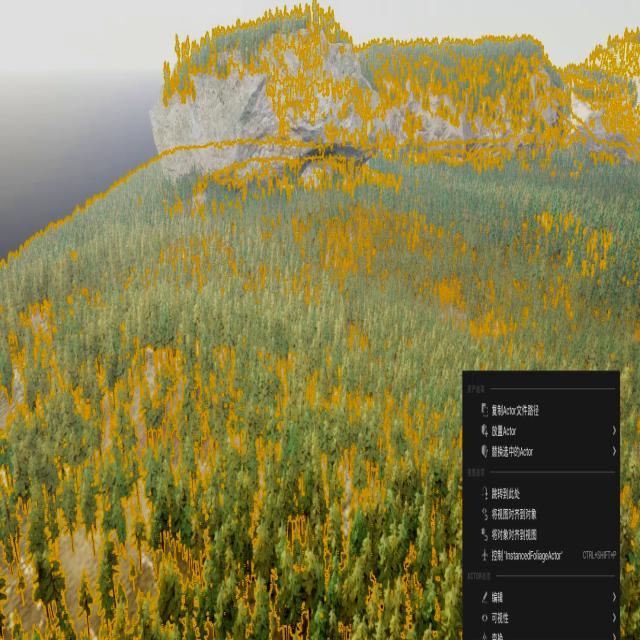 资产选项
复制Actor文件路径
放置Actor
替换选中的Actor
视图选项
跳转到此处
将视图对齐到对象
将对象对齐到视图
控制'InstancedFoliageActor' CTRL+SHIFT+P
ACTOR选项
编辑
可视性
变换